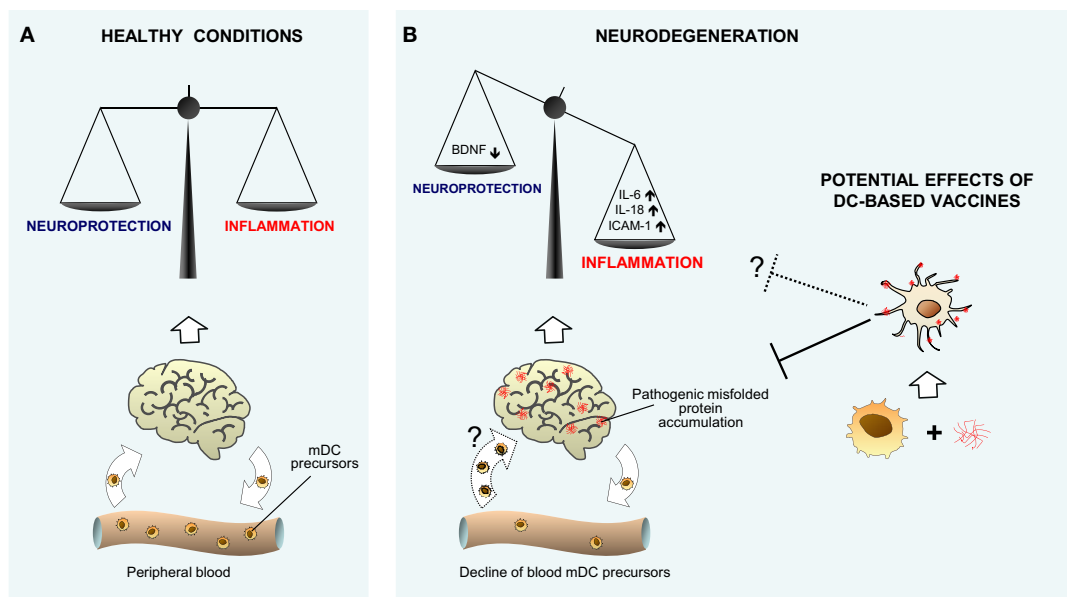 A
HEALTHY CONDITIONS
NEUROPROTECTION
INFLAMMATION
mDC
precursors
Peripheral blood
B
NEURODEGENERATION
BDNF ↓
NEUROPROTECTION
IL-6 ↑
IL-18 ↑
ICAM-1 ↑
INFLAMMATION
POTENTIAL EFFECTS OF
DC-BASED VACCINES
?
Pathogenic misfolded
protein
accumulation
?
+
Decline of blood mDC precursors